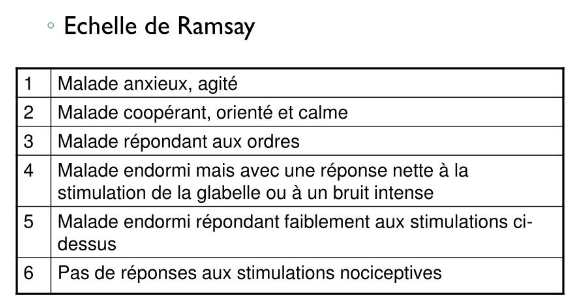 ◦ Echelle de Ramsay
1 Malade anxieux, agité
2 Malade coopérant, orienté et calme
3 Malade répondant aux ordres
4 Malade endormi mais avec une réponse nette à la
stimulation de la glabelle ou à un bruit intense
5 Malade endormi répondant faiblement aux stimulations ci-
dessus
6 Pas de réponses aux stimulations nociceptives